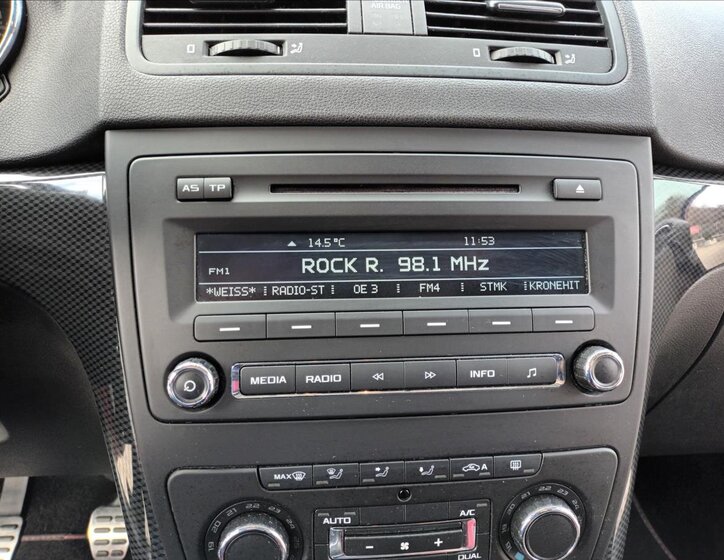 AIR BAG
AS TP
14.5°C 11:53
FM1 ROCK R. 98.1 MHz
*WEISS* RADIO-ST OE 3 FM4 STMK KRONEHIT
MEDIA RADIO INFO
MAX A
AUTO A/C
DUAL